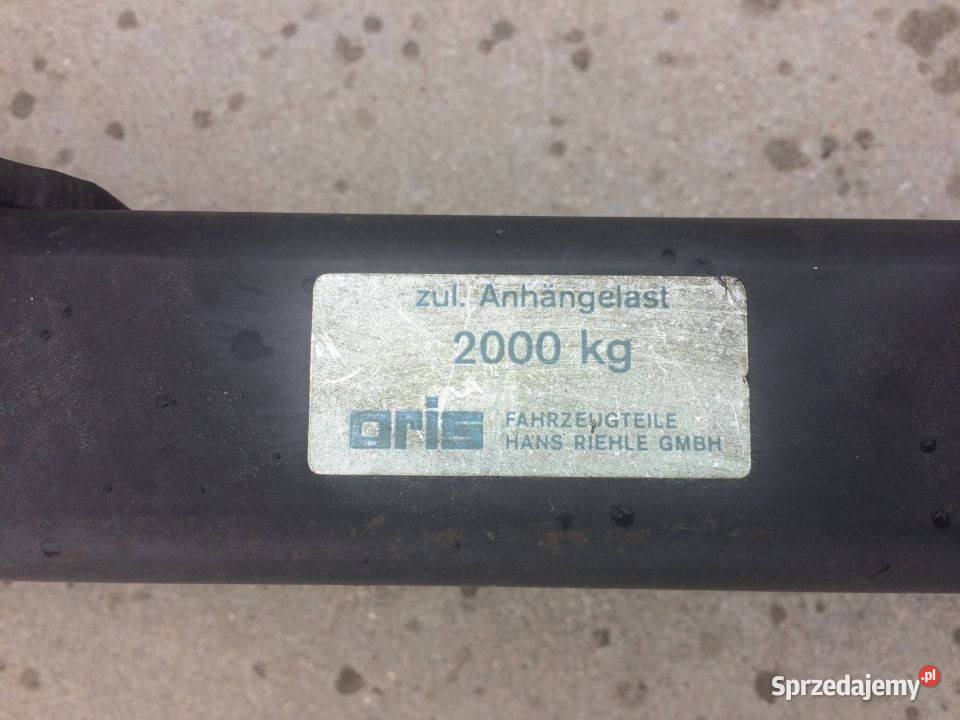 zul. Anhängelast
2000 kg
oris
FAHRZEUGTEILE
HANS RIEHLE GMBH
Sprzedajemy.pl